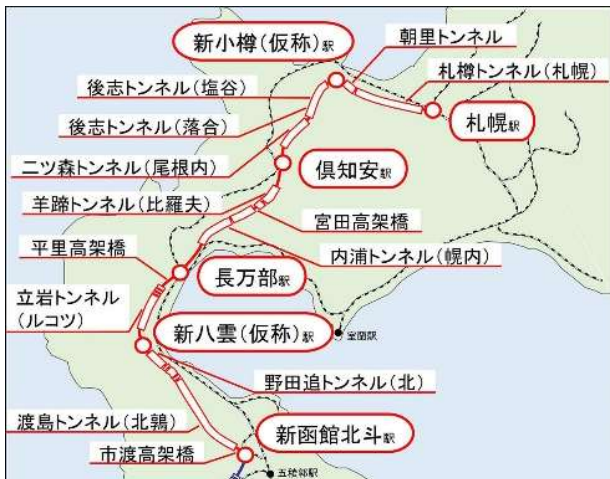 新小樽(仮称)駅
朝里トンネル
札樽トンネル(札幌)
後志トンネル(塩谷)
札幌駅
後志トンネル(落合)
二ツ森トンネル(尾根内)
倶知安駅
羊蹄トンネル(比羅夫)
宮田高架橋
内浦トンネル(幌内)
平里高架橋
長万部駅
立岩トンネル
(ルコツ)
新八雲(仮称)駅
室蘭駅
野田追トンネル(北)
渡島トンネル(北鶉)
新函館北斗駅
市渡高架橋
五稜郭駅